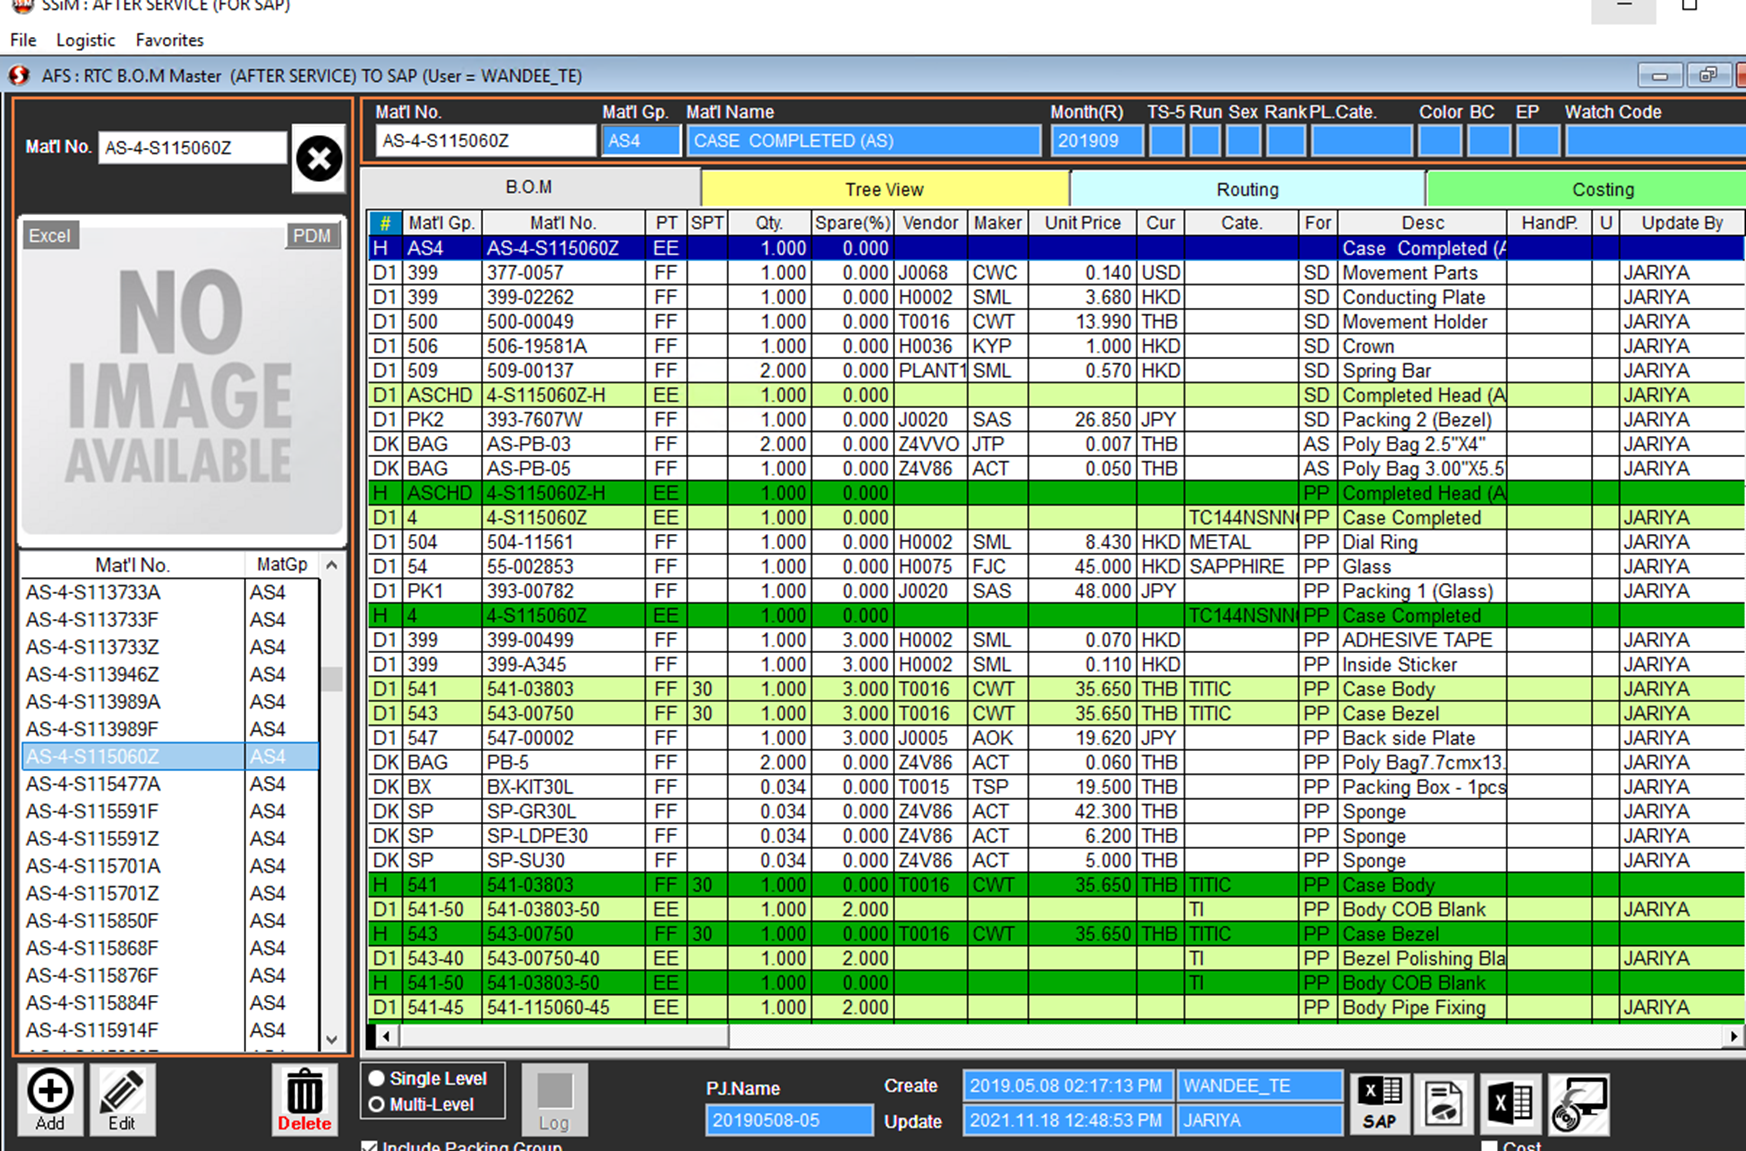 SSiM : AFTER SERVICE (FOR SAP)
File Logistic Favorites
AFS : RTC B.O.M Master (AFTER SERVICE) TO SAP (User = WANDEE_TE)
Mat'l No. AS-4-S115060Z
Mat'l No. Mat'l Gp. Mat'l Name Month(R) TS-5 Run Sex Rank PL.Cate. Color BC EP Watch Code
AS-4-S115060Z AS4 CASE COMPLETED (AS) 201909
B.O.M Tree View Routing Costing
Excel PDM
NO
IMAGE
AVAILABLE
Mat'l No. MatGp
AS-4-S113733A AS4
AS-4-S113733F AS4
AS-4-S113733Z AS4
AS-4-S113946Z AS4
AS-4-S113989A AS4
AS-4-S113989F AS4
AS-4-S115060Z AS4
AS-4-S115477A AS4
AS-4-S115591F AS4
AS-4-S115591Z AS4
AS-4-S115701A AS4
AS-4-S115701Z AS4
AS-4-S115850F AS4
AS-4-S115868F AS4
AS-4-S115876F AS4
AS-4-S115884F AS4
AS-4-S115914F AS4
# Mat'l Gp. Mat'l No. PT SPT Qty. Spare(%) Vendor Maker Unit Price Cur Cate. For Desc HandP. U Update By
H AS4 AS-4-S115060Z EE 1.000 0.000 Case Completed (A
D1 399 377-0057 FF 1.000 0.000 J0068 CWC 0.140 USD SD Movement Parts JARIYA
D1 399 399-02262 FF 1.000 0.000 H0002 SML 3.680 HKD SD Conducting Plate JARIYA
D1 500 500-00049 FF 1.000 0.000 T0016 CWT 13.990 THB SD Movement Holder JARIYA
D1 506 506-19581A FF 1.000 0.000 H0036 KYP 1.000 HKD SD Crown JARIYA
D1 509 509-00137 FF 2.000 0.000 PLANT1 SML 0.570 HKD SD Spring Bar JARIYA
D1 ASCHD 4-S115060Z-H EE 1.000 0.000 SD Completed Head (A JARIYA
D1 PK2 393-7607W FF 1.000 0.000 J0020 SAS 26.850 JPY SD Packing 2 (Bezel) JARIYA
DK BAG AS-PB-03 FF 2.000 0.000 Z4VVO JTP 0.007 THB AS Poly Bag 2.5"X4" JARIYA
DK BAG AS-PB-05 FF 1.000 0.000 Z4V86 ACT 0.050 THB AS Poly Bag 3.00"X5.5 JARIYA
H ASCHD 4-S115060Z-H EE 1.000 0.000 PP Completed Head (A
D1 4 4-S115060Z EE 1.000 0.000 TC144NSNN PP Case Completed JARIYA
D1 504 504-11561 FF 1.000 0.000 H0002 SML 8.430 HKD METAL PP Dial Ring JARIYA
D1 54 55-002853 FF 1.000 0.000 H0075 FJC 45.000 HKD SAPPHIRE PP Glass JARIYA
D1 PK1 393-00782 FF 1.000 0.000 J0020 SAS 48.000 JPY PP Packing 1 (Glass) JARIYA
H 4 4-S115060Z EE 1.000 0.000 TC144NSNN PP Case Completed
D1 399 399-00499 FF 1.000 3.000 H0002 SML 0.070 HKD PP ADHESIVE TAPE JARIYA
D1 399 399-A345 FF 1.000 3.000 H0002 SML 0.110 HKD PP Inside Sticker JARIYA
D1 541 541-03803 FF 30 1.000 3.000 T0016 CWT 35.650 THB TITIC PP Case Body JARIYA
D1 543 543-00750 FF 30 1.000 3.000 T0016 CWT 35.650 THB TITIC PP Case Bezel JARIYA
D1 547 547-00002 FF 1.000 3.000 J0005 AOK 19.620 JPY PP Back side Plate JARIYA
DK BAG PB-5 FF 2.000 0.000 Z4V86 ACT 0.060 THB PP Poly Bag7.7cmx13. JARIYA
DK BX BX-KIT30L FF 0.034 0.000 T0015 TSP 19.500 THB PP Packing Box - 1pcs JARIYA
DK SP SP-GR30L FF 0.034 0.000 Z4V86 ACT 42.300 THB PP Sponge JARIYA
DK SP SP-LDPE30 FF 0.034 0.000 Z4V86 ACT 6.200 THB PP Sponge JARIYA
DK SP SP-SU30 FF 0.034 0.000 Z4V86 ACT 5.000 THB PP Sponge JARIYA
H 541 541-03803 FF 30 1.000 0.000 T0016 CWT 35.650 THB TITIC PP Case Body
D1 541-50 541-03803-50 EE 1.000 2.000 TI PP Body COB Blank JARIYA
H 543 543-00750 FF 30 1.000 0.000 T0016 CWT 35.650 THB TITIC PP Case Bezel
D1 543-40 543-00750-40 EE 1.000 2.000 TI PP Bezel Polishing Bla JARIYA
H 541-50 541-03803-50 EE 1.000 0.000 TI PP Body COB Blank
D1 541-45 541-115060-45 EE 1.000 2.000 PP Body Pipe Fixing JARIYA
Add Edit Delete
Single Level
Multi-Level
Log
Include Packing Group
PJ.Name
20190508-05
Create 2019.05.08 02:17:13 PM WANDEE_TE
Update 2021.11.18 12:48:53 PM JARIYA
X SAP
X
Cost